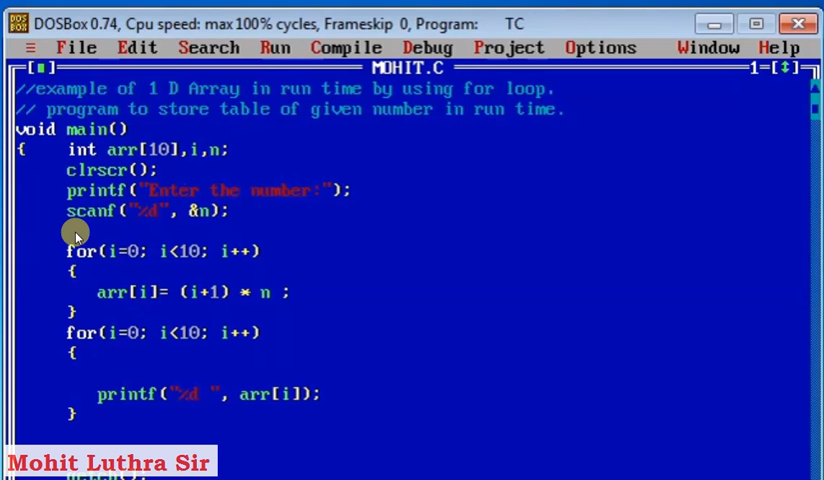 DOSBox 0.74, Cpu speed: max 100% cycles, Frameskip 0, Program: TC
≡ File Edit Search Run Compile Debug Project Options Window Help
MOHIT.C 1
//example of 1 D Array in run time by using for loop.
// program to store table of given number in run time.
void main()
{ int arr[10],i,n;
clrscr();
printf("Enter the number:");
scanf("%d", &n);
for(i=0; i<10; i++)
{
arr[i]= (i+1) * n ;
}
for(i=0; i<10; i++)
{
printf("%d ", arr[i]);
}
Mohit Luthra Sir